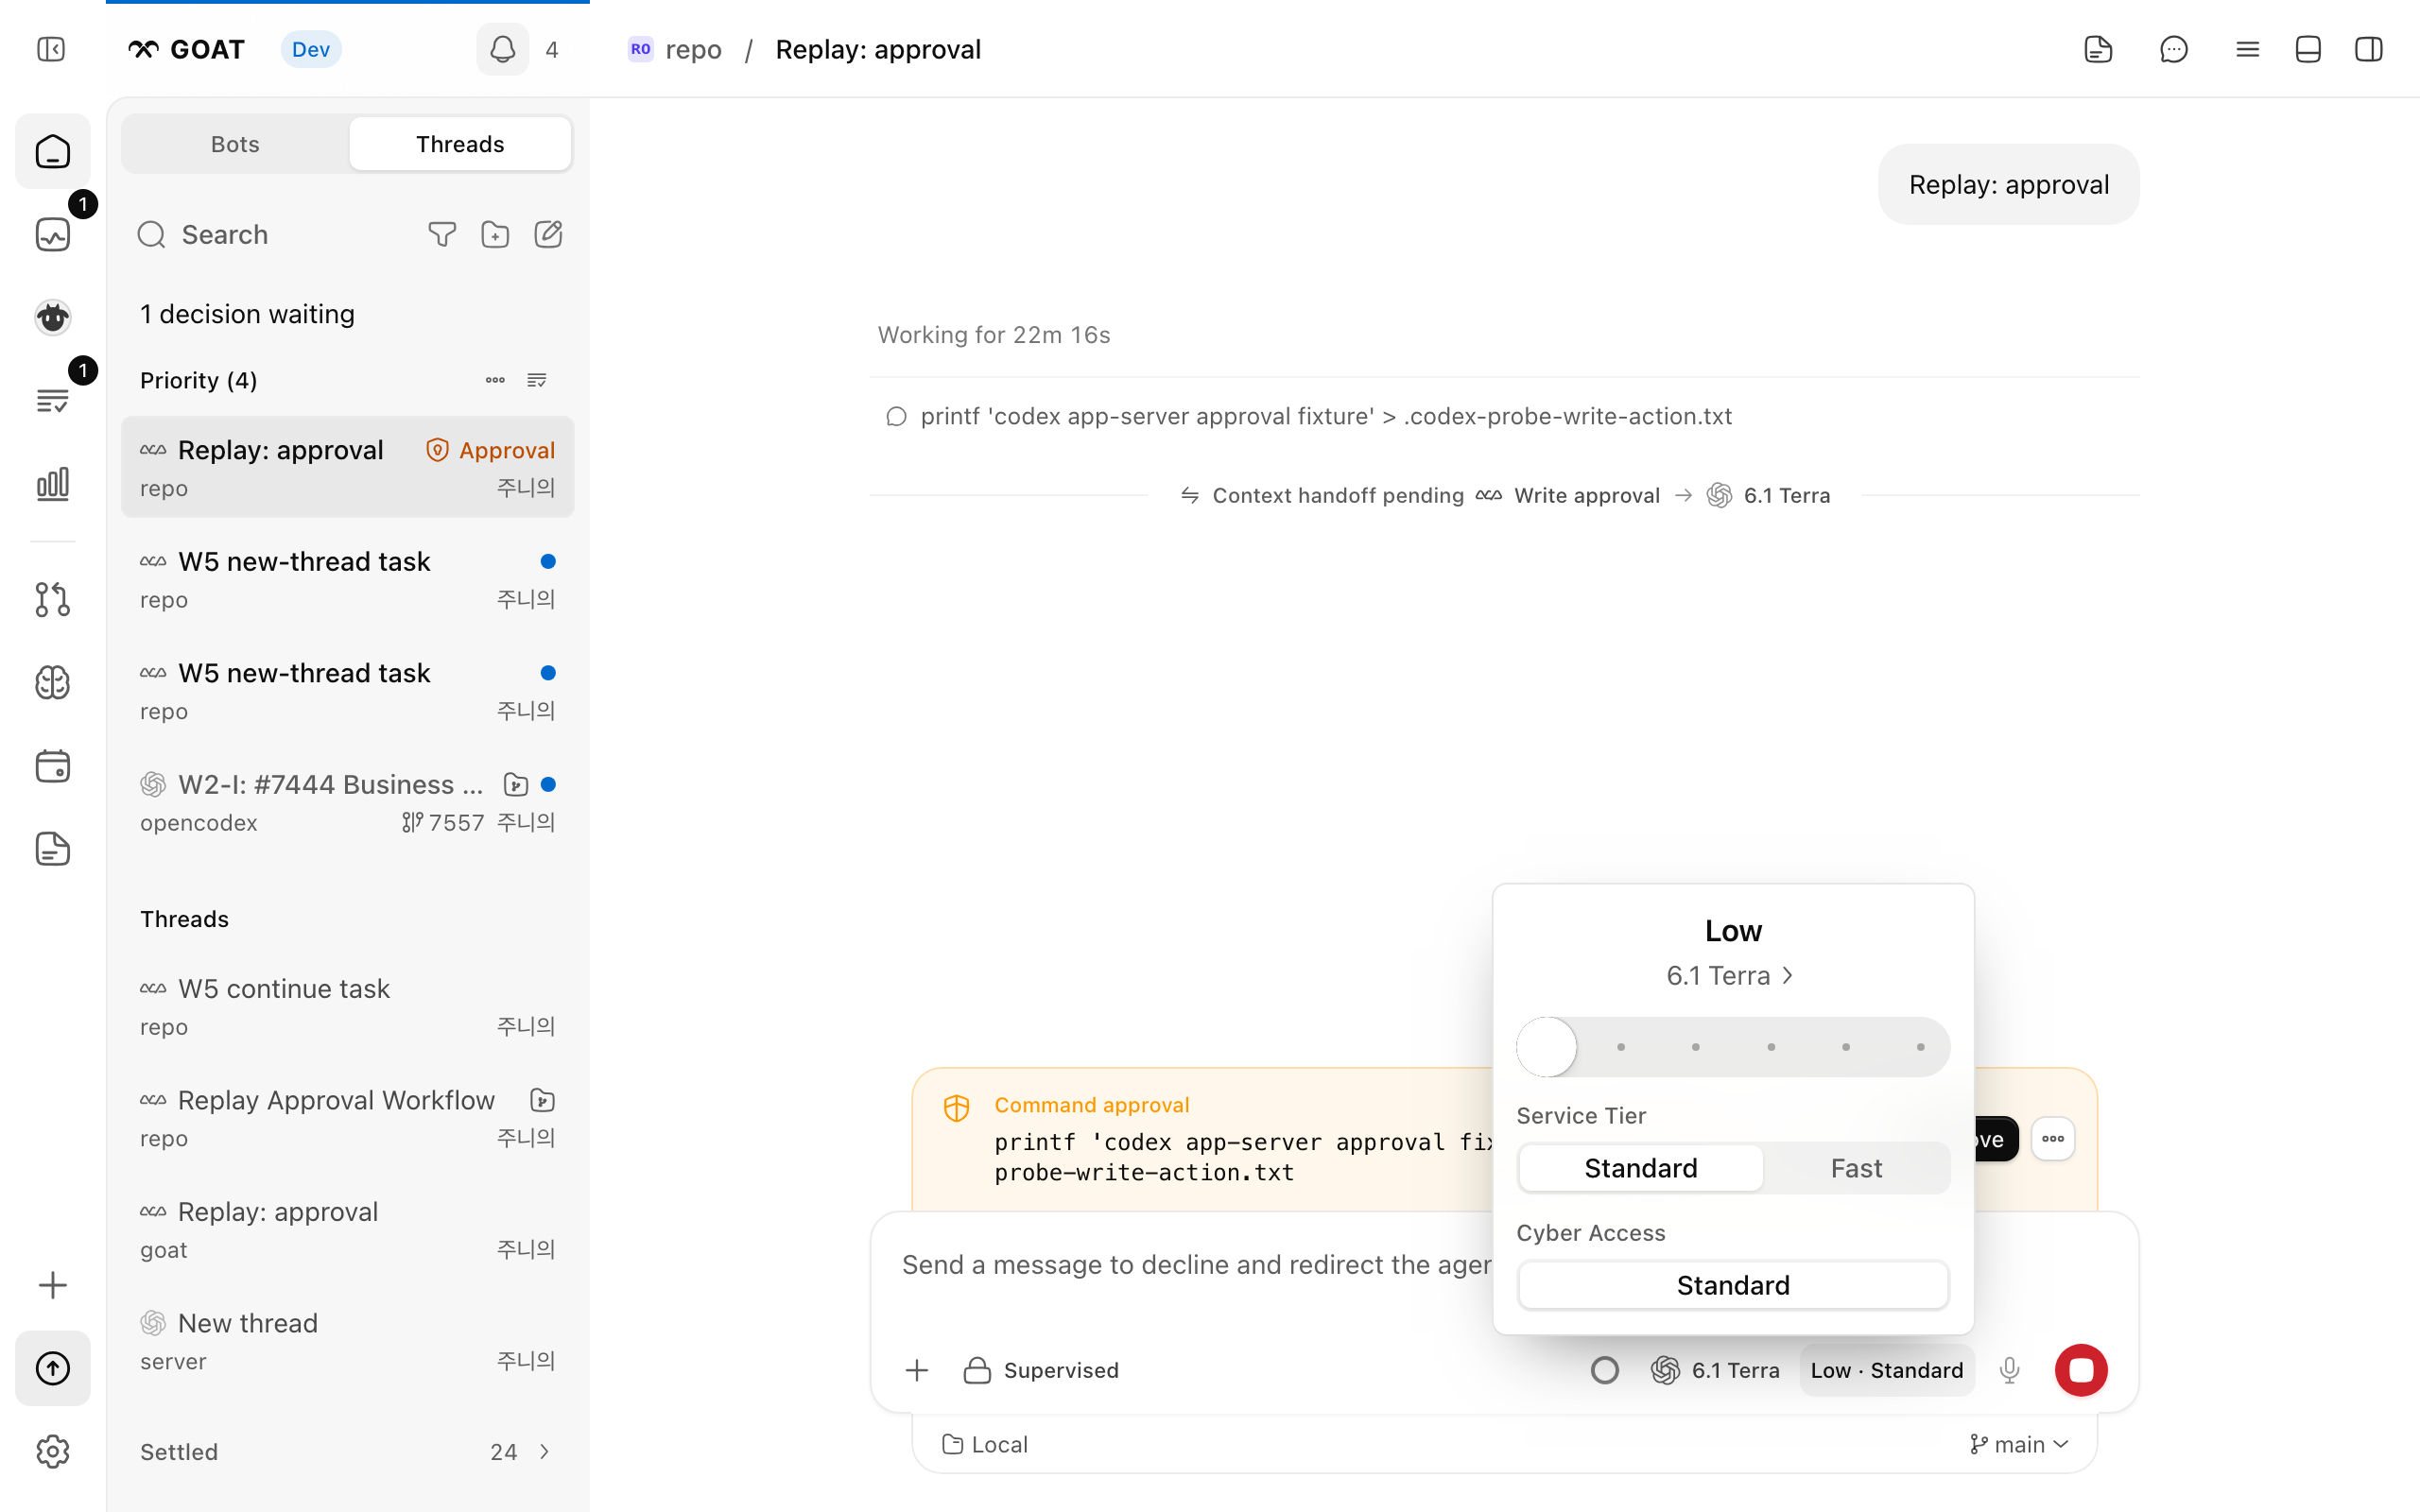 GOAT
Dev
4
RO repo / Replay: approval
Bots
Threads
Search
1 decision waiting
Priority (4)
Replay: approval
Approval
repo
주니의
W5 new-thread task
repo
주니의
W5 new-thread task
repo
주니의
W2-I: #7444 Business ...
opencodex
7557
주니의
Threads
W5 continue task
repo
주니의
Replay Approval Workflow
repo
주니의
Replay: approval
goat
주니의
New thread
server
주니의
Settled
24
1
1
Replay: approval
Working for 22m 16s
printf 'codex app-server approval fixture' > .codex-probe-write-action.txt
Context handoff pending
Write approval → 6.1 Terra
Low
6.1 Terra
Service Tier
Standard
Fast
Cyber Access
Standard
Command approval
printf 'codex app-server approval fix
probe-write-action.txt
ove
Send a message to decline and redirect the agen
Supervised
6.1 Terra
Low · Standard
Local
main